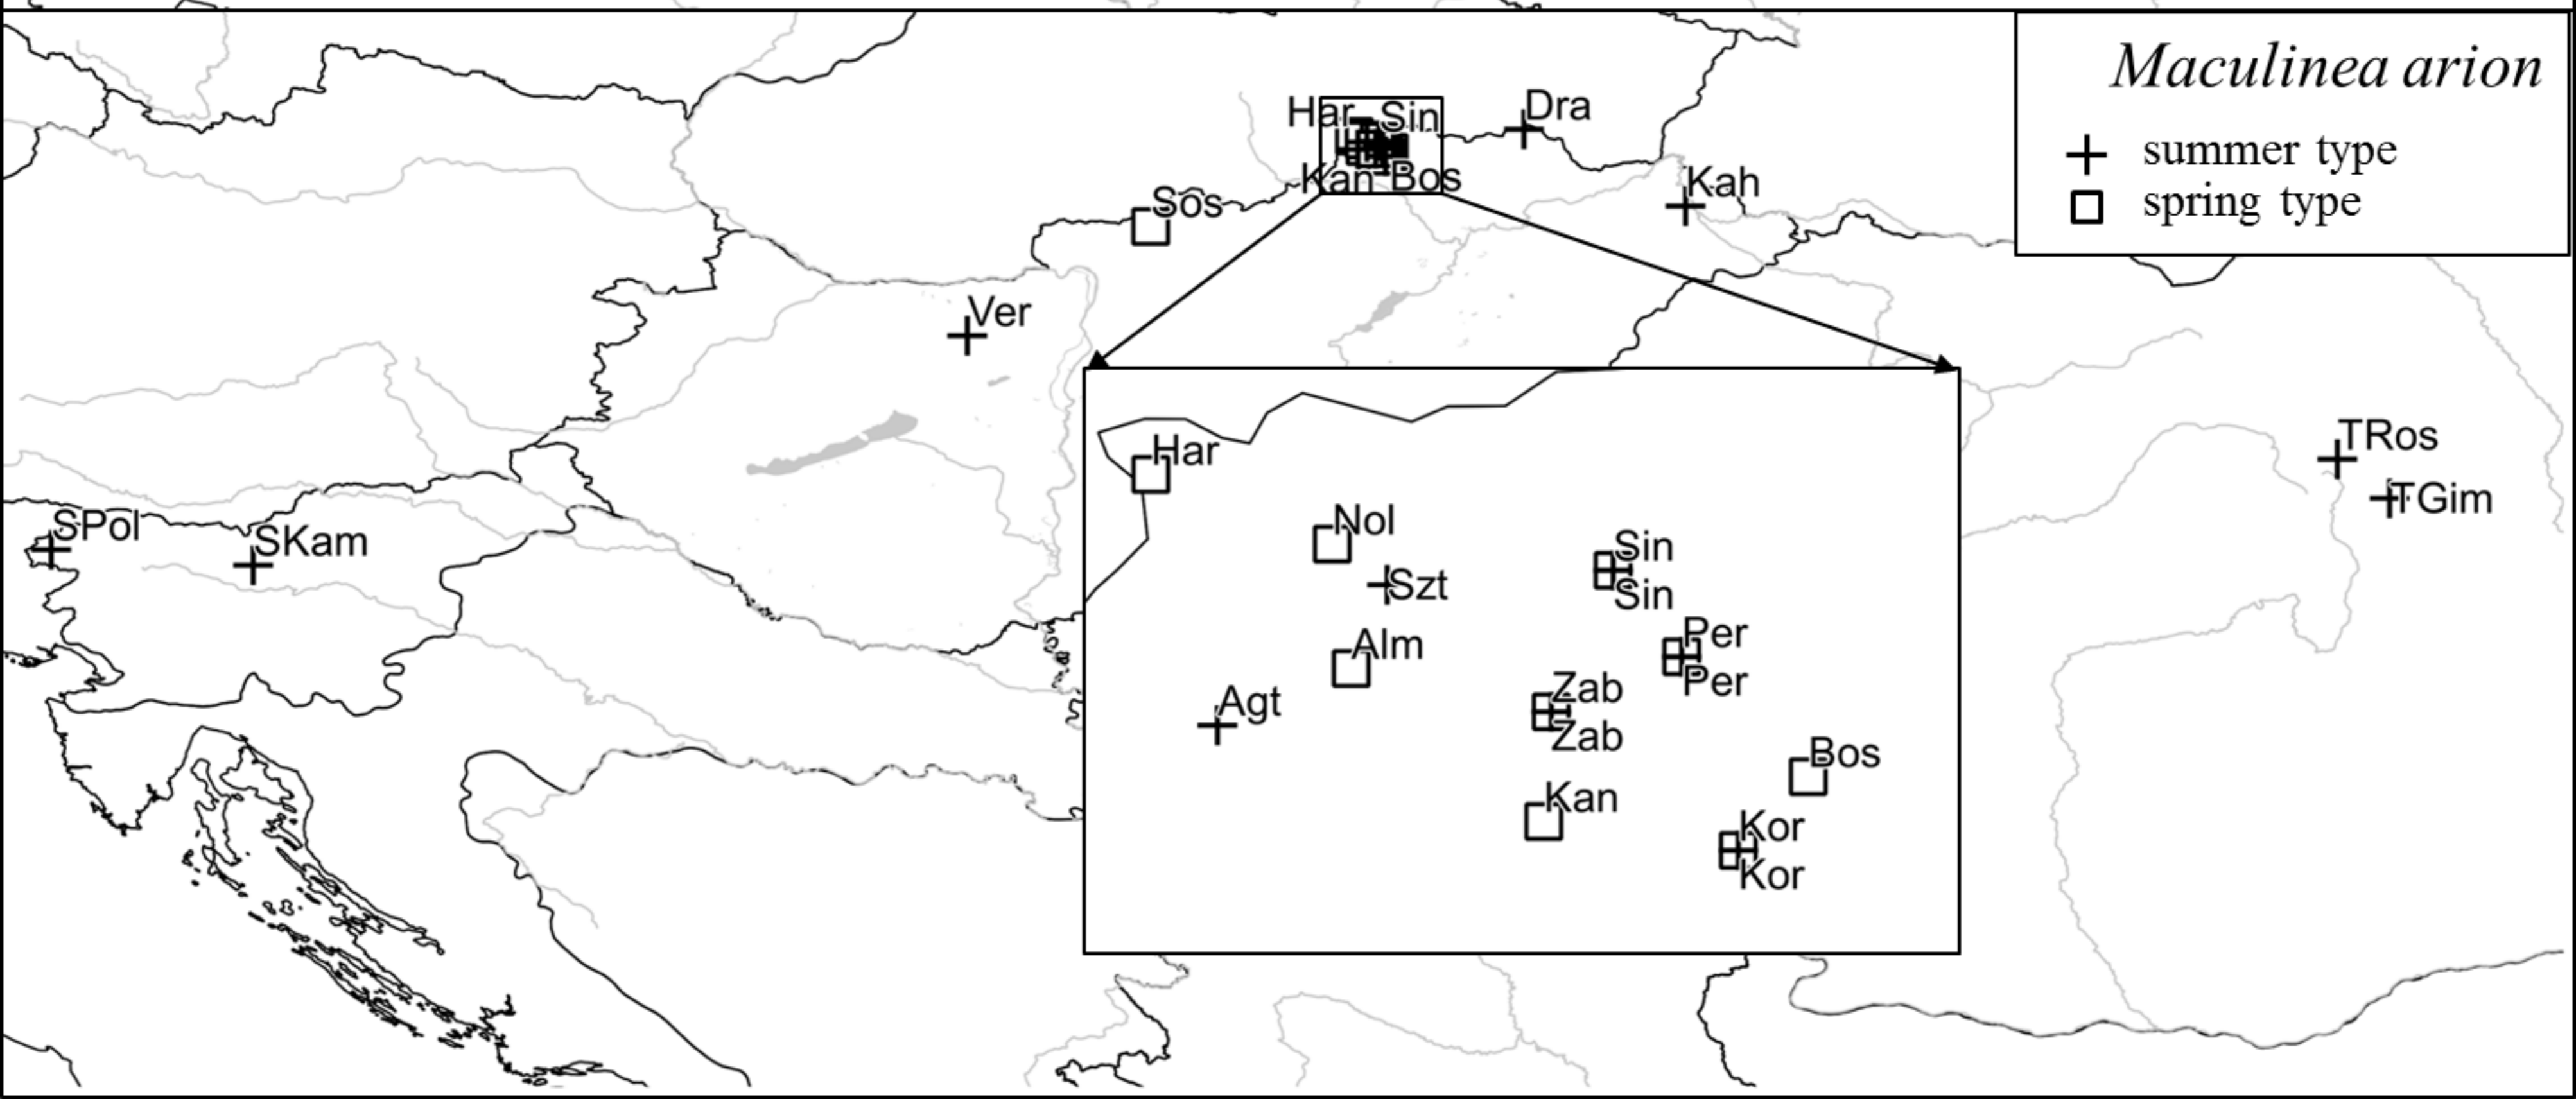 Maculinea arion
summer type
spring type
Har
Sin
Dra
Kan
Bos
Kah
Sos
Ver
TRos
TGim
SPol
SKam
Har
Nol
Szt
Sin
Sin
Alm
Per
Per
Agt
Zab
Zab
Bos
Kan
Kor
Kor